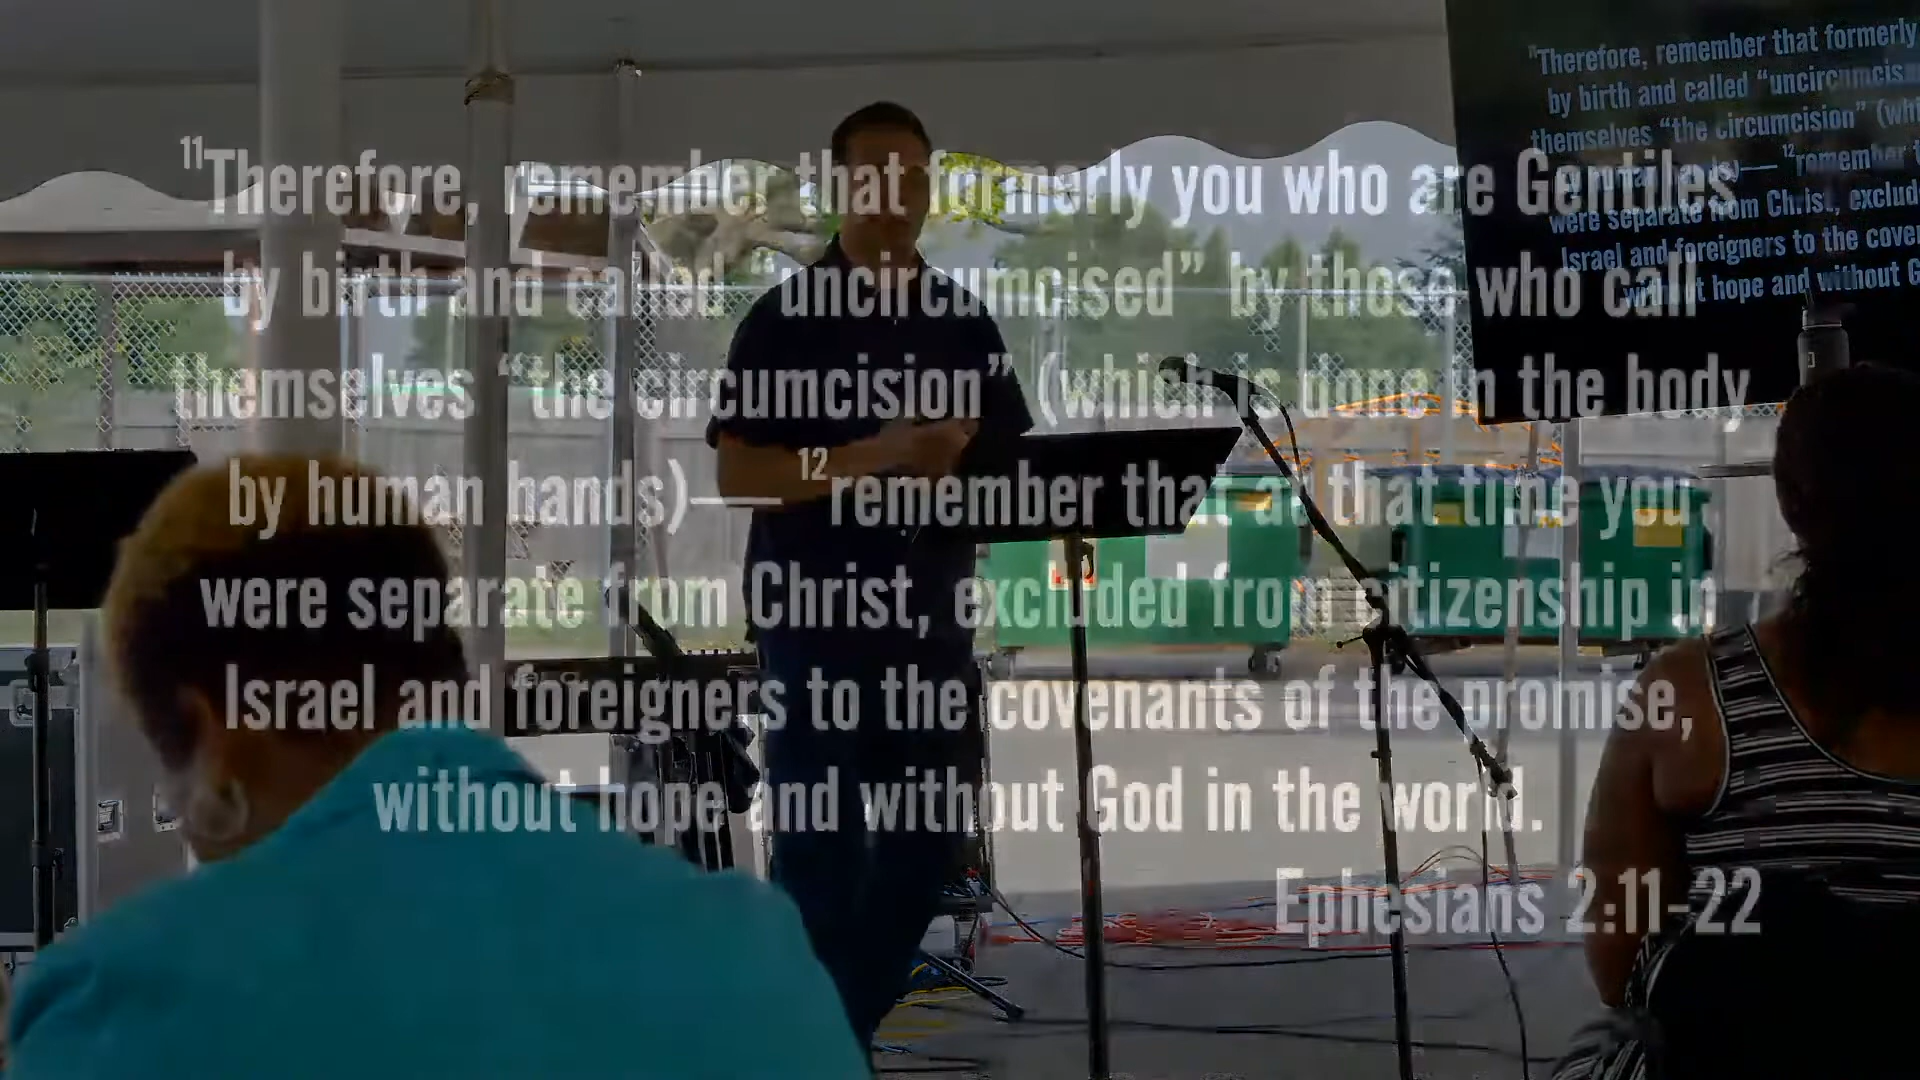 ¹¹Therefore, remember that formerly you who are Gentiles
by birth and called “uncircumcised” by those who call
themselves “the circumcision” (which is done in the body
by human hands)— ¹²remember that at that time you
were separate from Christ, excluded from citizenship in
Israel and foreigners to the covenants of the promise,
without hope and without God in the world.
Ephesians 2:11-22
"Therefore, remember that formerly
by birth and called “uncircumcis
themselves “the circumcision” (whi
¹²remember
were separate from Christ, exclud
Israel and foreigners to the cove
without hope and without G